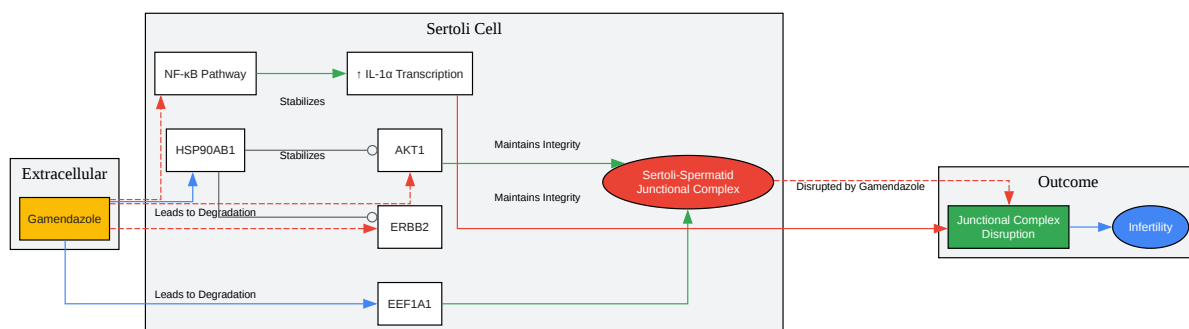 Sertoli Cell
NF-κB Pathway
↑ IL-1α Transcription
Stabilizes
HSP90AB1
Stabilizes
AKT1
Maintains Integrity
Extracellular
Gamendazole
Leads to Degradation
ERBB2
Maintains Integrity
Sertoli-Spermatid
Junctional Complex
Disrupted by Gamendazole
Outcome
Junctional Complex
Disruption
Infertility
Leads to Degradation
EEF1A1